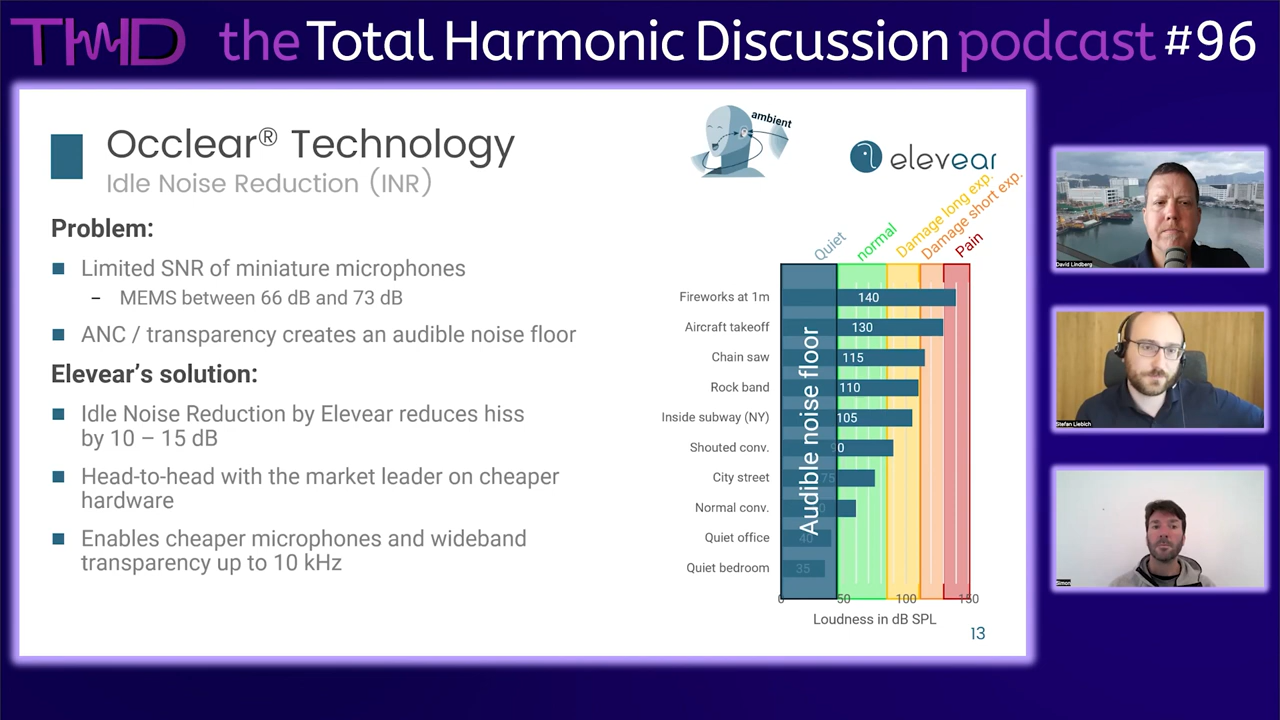 THD the Total Harmonic Discussion podcast #96
Occlear® Technology
Idle Noise Reduction (INR)
ambient
elevear
Problem:
■ Limited SNR of miniature microphones
– MEMS between 66 dB and 73 dB
■ ANC / transparency creates an audible noise floor
Elevear's solution:
■ Idle Noise Reduction by Elevear reduces hiss
by 10 – 15 dB
■ Head-to-head with the market leader on cheaper
hardware
■ Enables cheaper microphones and wideband
transparency up to 10 kHz
Quiet
normal
Damage long exp.
Damage short exp.
Pain
Fireworks at 1m 140
Aircraft takeoff 130
Chain saw 115
Rock band 110
Inside subway (NY) 105
Shouted conv. 90
City street 75
Normal conv.
Quiet office 40
Quiet bedroom 35
Audible noise floor
0 50 100 150
Loudness in dB SPL
13
David Lindberg
Stefan Liebich
Simon